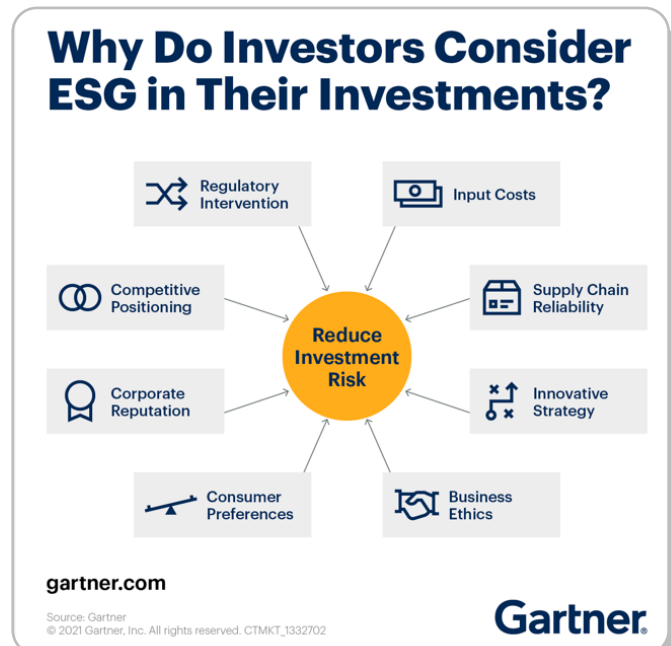 Why Do Investors Consider
ESG in Their Investments?
Regulatory
Intervention
Input Costs
Competitive
Positioning
Supply Chain
Reliability
Reduce
Investment
Risk
Corporate
Reputation
Innovative
Strategy
Consumer
Preferences
Business
Ethics
gartner.com
Source: Gartner
© 2021 Gartner, Inc. All rights reserved. CTMKT_1332702
Gartner®